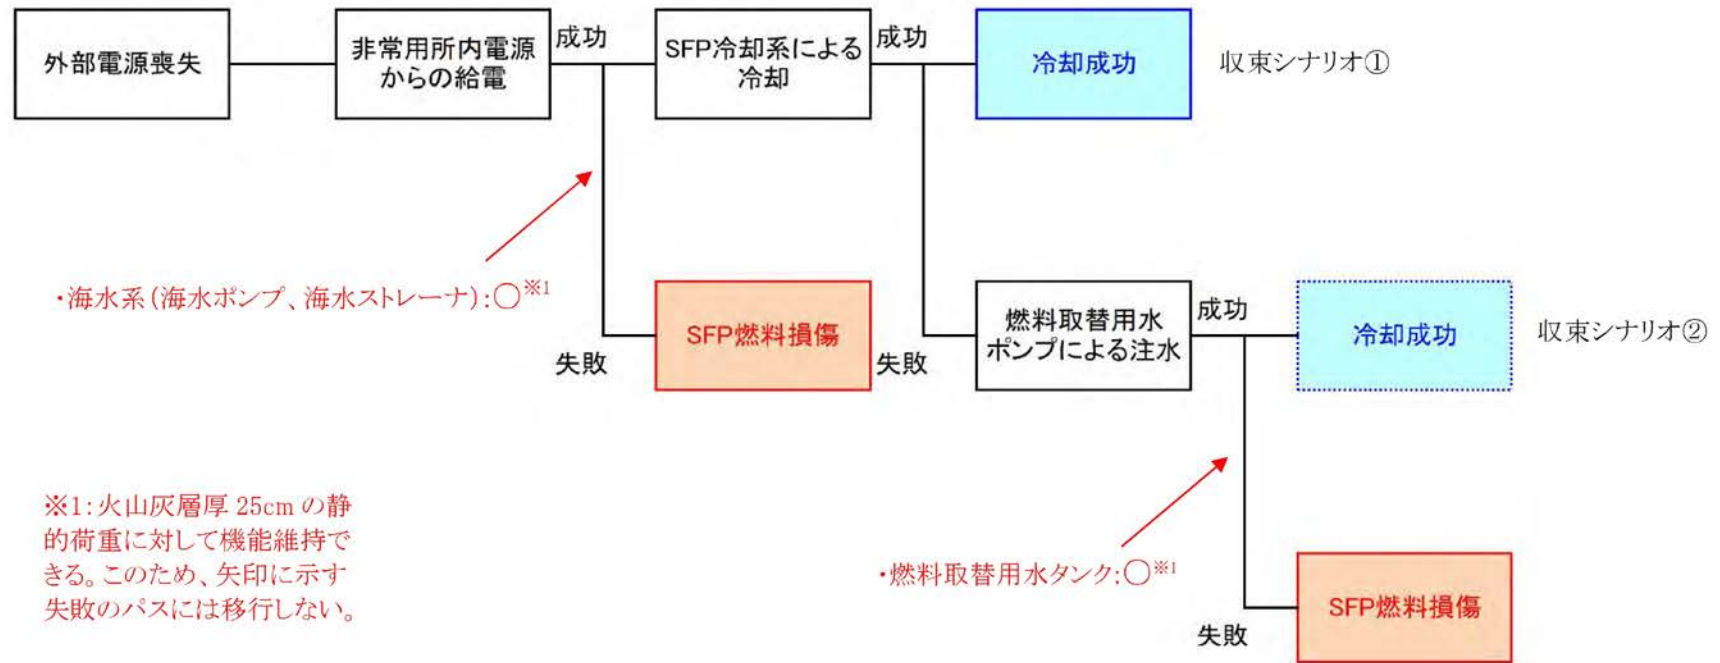 外部電源喪失
非常用所内電源
からの給電
成功
SFP冷却系による
冷却
成功
冷却成功
収束シナリオ①
・海水系(海水ポンプ、海水ストレーナ):○※1
SFP燃料損傷
失敗
失敗
燃料取替用水
ポンプによる注水
成功
冷却成功
収束シナリオ②
※1:火山灰層厚 25cm の静
的荷重に対して機能維持で
きる。このため、矢印に示す
失敗のパスには移行しない。
・燃料取替用水タンク:○※1
SFP燃料損傷
失敗